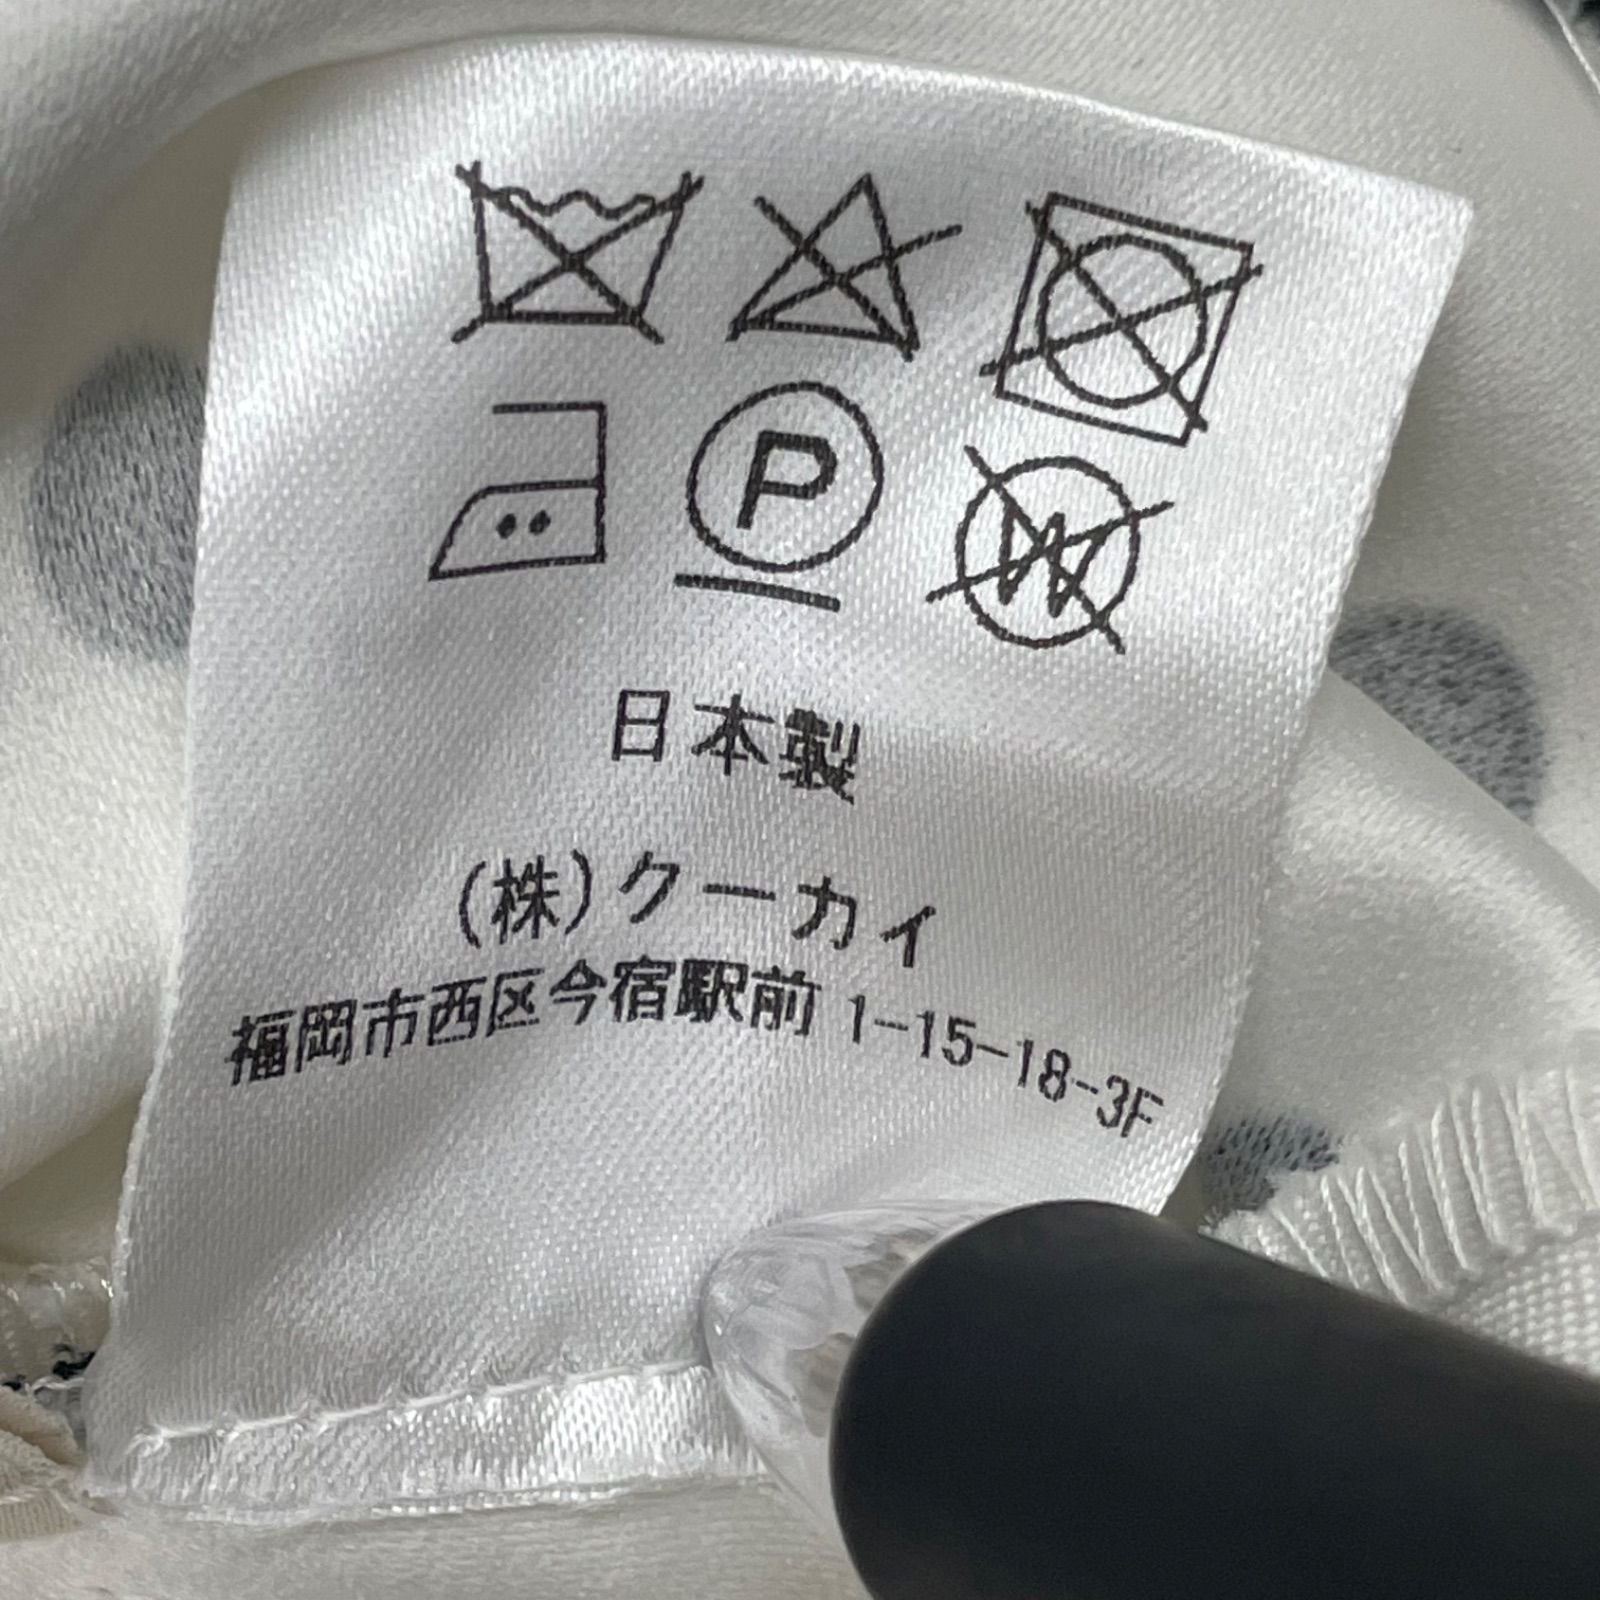 P
W
日本製
(株)クーカイ
福岡市西区今宿駅前 1-15-18-3F